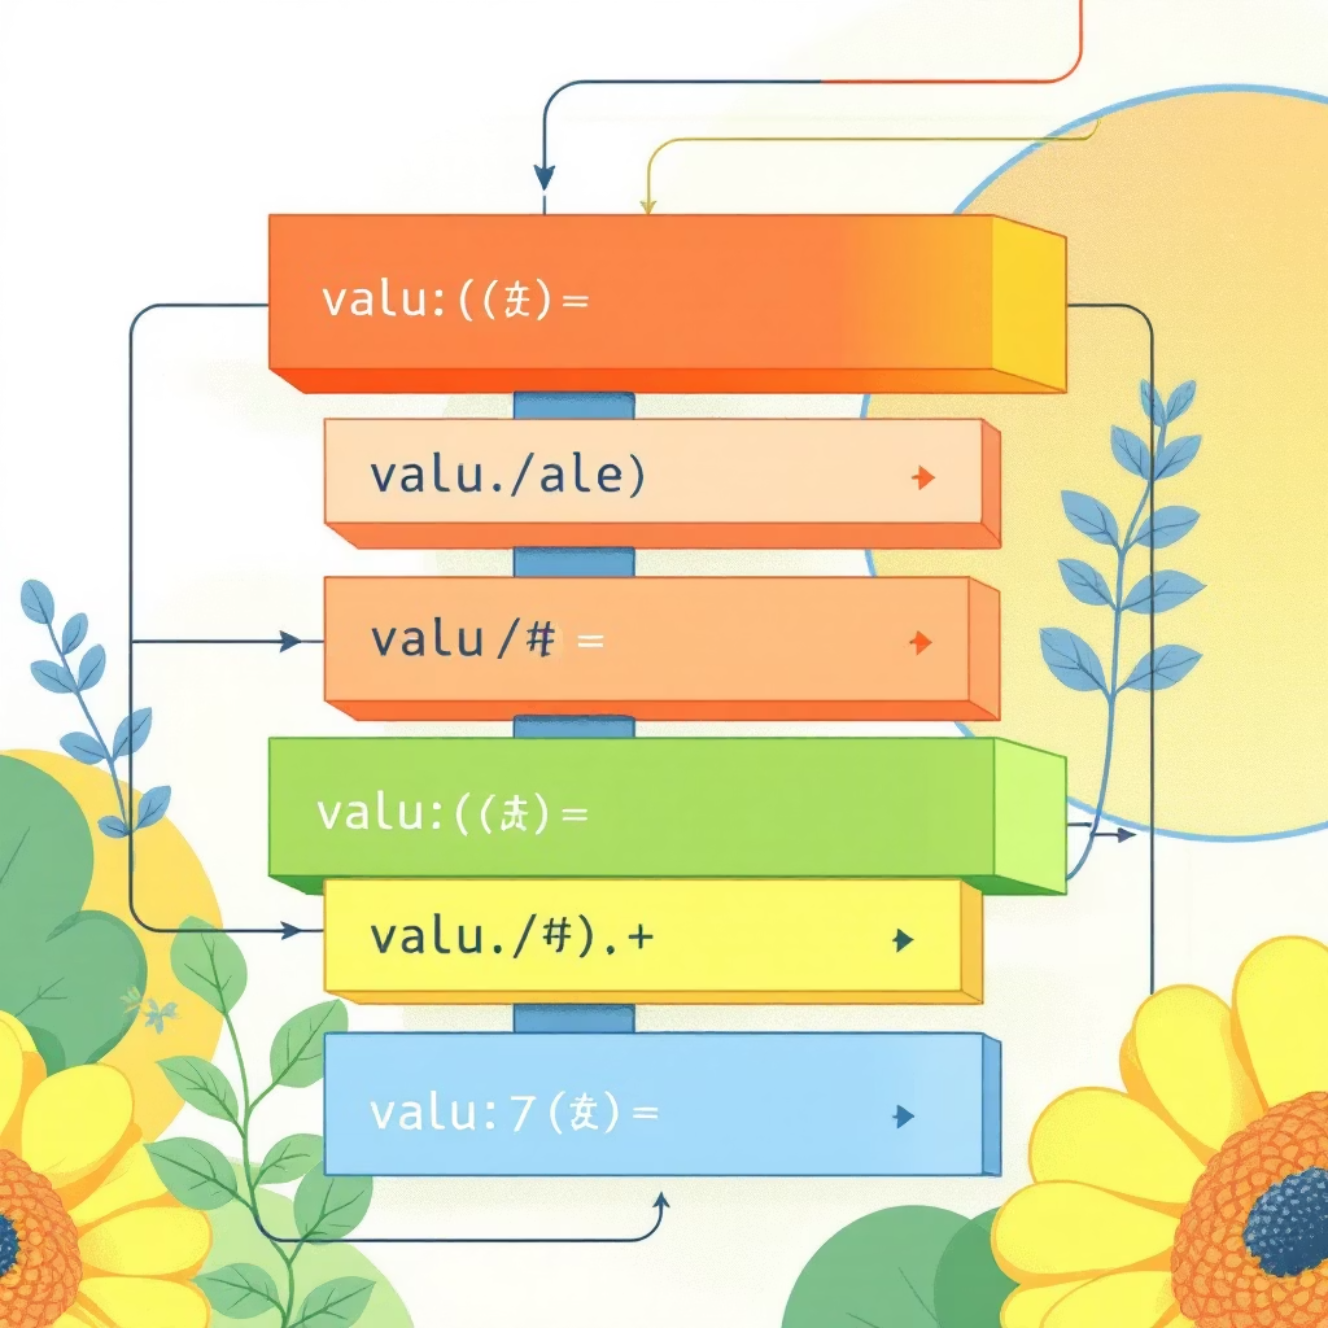 valu:((
valu./ale)
valu/# =
valu:((
valu./#).+
valu:7(